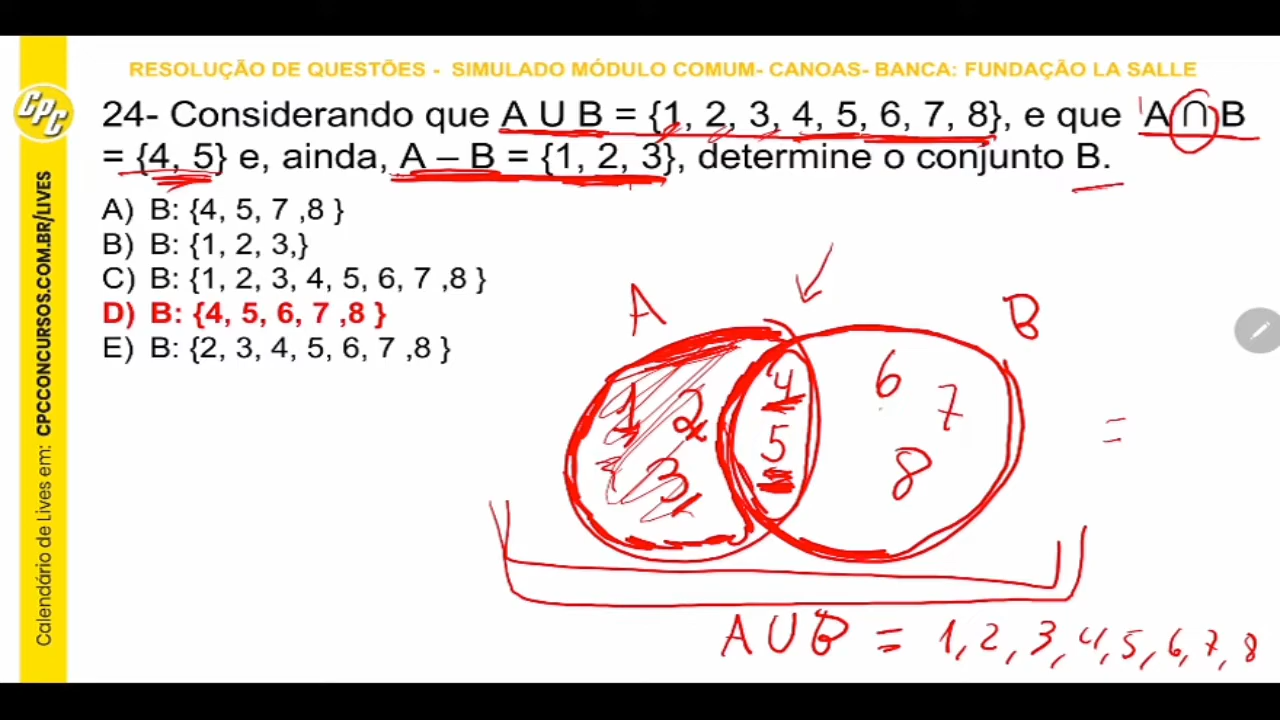 RESOLUÇÃO DE QUESTÕES - SIMULADO MÓDULO COMUM- CANOAS- BANCA: FUNDAÇÃO LA SALLE
CPC
24- Considerando que A U B = {1, 2, 3, 4, 5, 6, 7, 8}, e que A ∩ B
= {4, 5} e, ainda, A – B = {1, 2, 3}, determine o conjunto B.
A) B: {4, 5, 7 ,8 }
B) B: {1, 2, 3,}
C) B: {1, 2, 3, 4, 5, 6, 7 ,8 }
D) B: {4, 5, 6, 7 ,8 }
E) B: {2, 3, 4, 5, 6, 7 ,8 }
Calendário de Lives em: CPCCONCURSOS.COM.BR/LIVES
A B
1 2 4 6 7
3 5 8
=
A U B = 1, 2, 3, 4, 5, 6, 7, 8